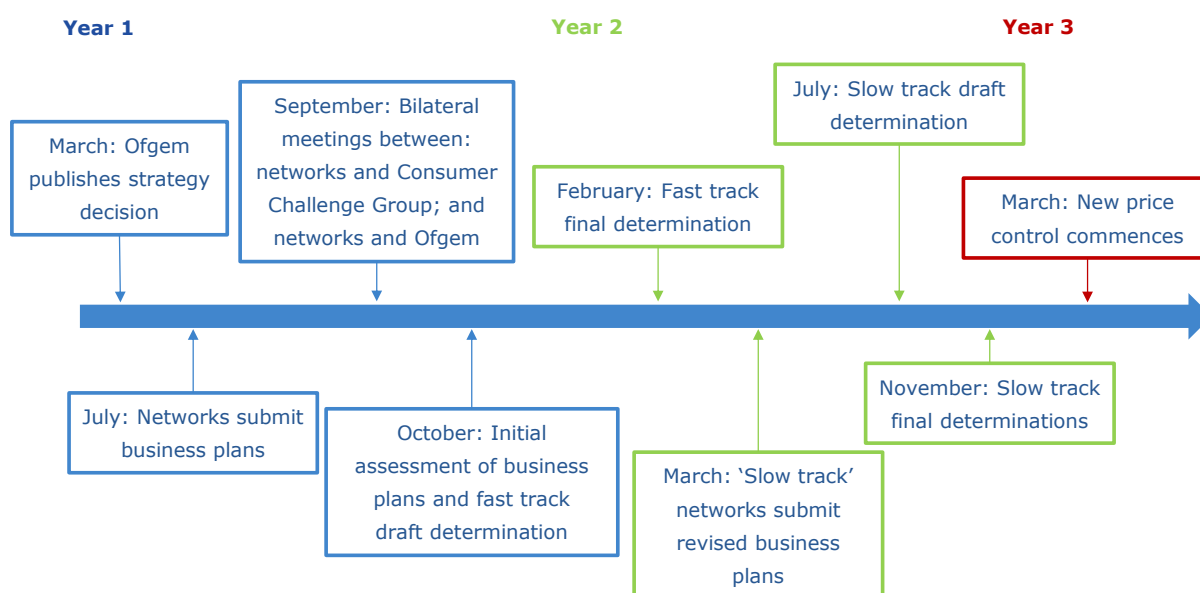 Year 1
Year 2
Year 3
March: Ofgem
publishes strategy
decision
September: Bilateral
meetings between:
networks and Consumer
Challenge Group; and
networks and Ofgem
February: Fast track
final determination
July: Slow track draft
determination
March: New price
control commences
July: Networks submit
business plans
October: Initial
assessment of business
plans and fast track
draft determination
March: ‘Slow track’
networks submit
revised business
plans
November: Slow track
final determinations